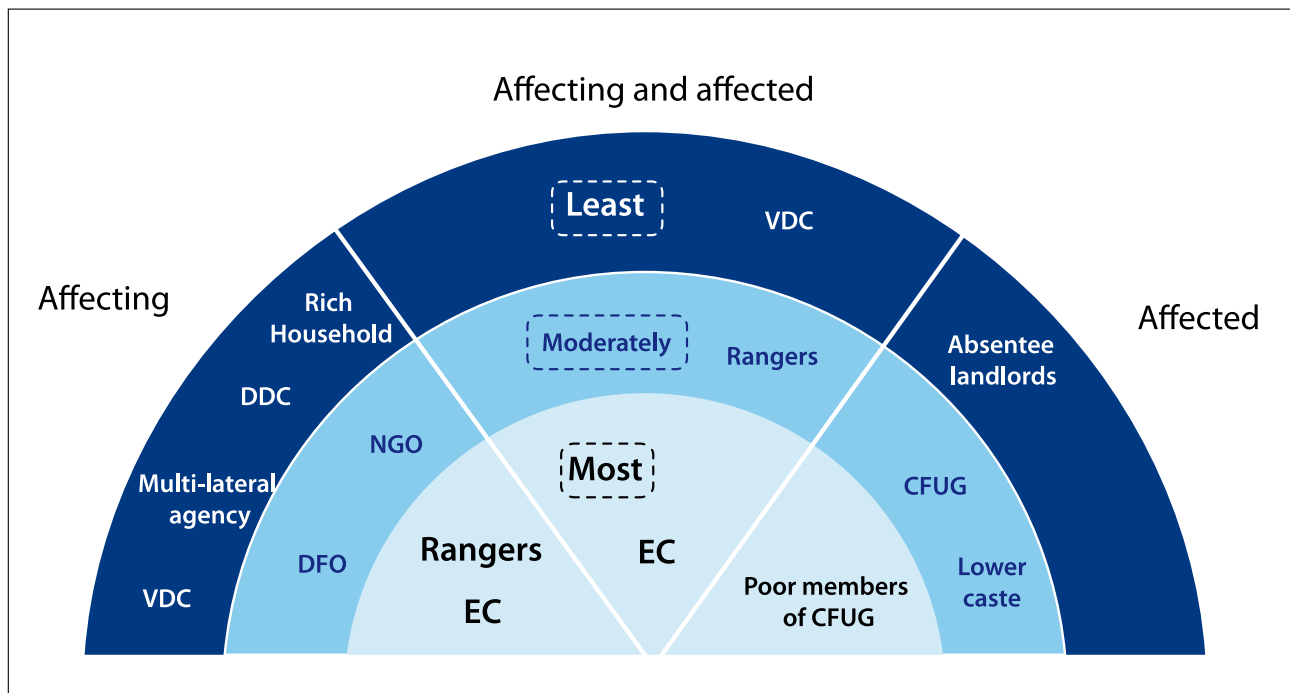 Affecting and affected
Least
VDC
Affecting
Rich
Household
Affected
Moderately
Rangers
Absentee
landlords
DDC
NGO
Most
Multi-lateral
agency
CFUG
Rangers
EC
DFO
Lower
caste
VDC
EC
Poor members
of CFUG